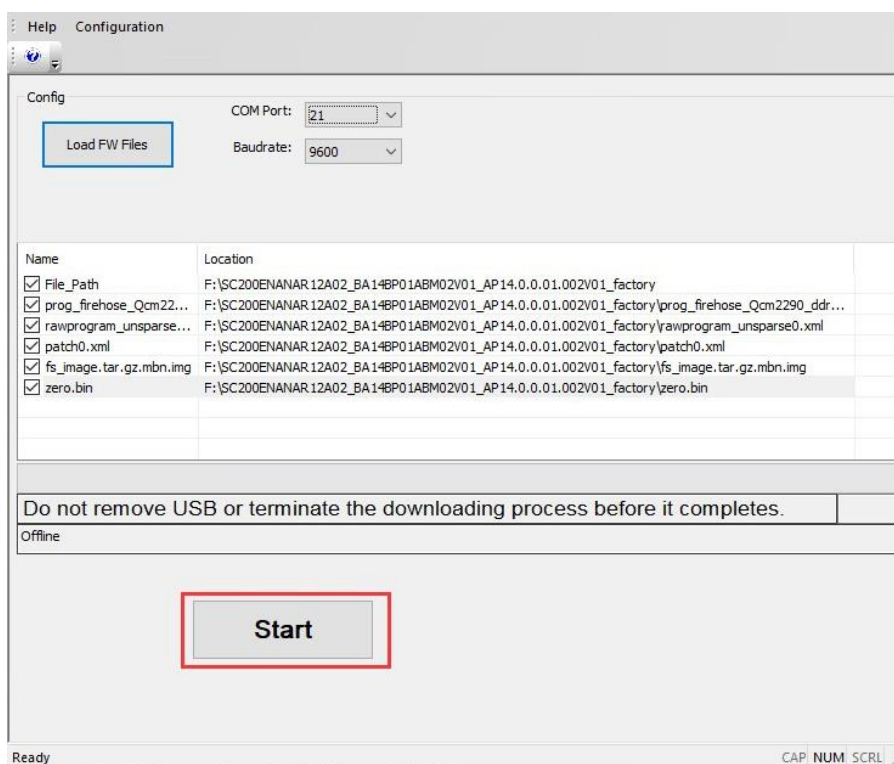 Help Configuration
Config
COM Port: 21
Load FW Files
Baudrate: 9600
Name Location
File_Path F:\SC200ENANAR12A02_BA14BP01ABM02V01_AP14.0.0.01.002V01_factory
prog_firehose_Qcm22... F:\SC200ENANAR12A02_BA14BP01ABM02V01_AP14.0.0.01.002V01_factory\prog_firehose_Qcm2290_ddr...
rawprogram_unsparse... F:\SC200ENANAR12A02_BA14BP01ABM02V01_AP14.0.0.01.002V01_factory\rawprogram_unsparse0.xml
patch0.xml F:\SC200ENANAR12A02_BA14BP01ABM02V01_AP14.0.0.01.002V01_factory\patch0.xml
fs_image.tar.gz.mbn.img F:\SC200ENANAR12A02_BA14BP01ABM02V01_AP14.0.0.01.002V01_factory\fs_image.tar.gz.mbn.img
zero.bin F:\SC200ENANAR12A02_BA14BP01ABM02V01_AP14.0.0.01.002V01_factory\zero.bin
Do not remove USB or terminate the downloading process before it completes.
Offline
Start
Ready CAP NUM SCRL